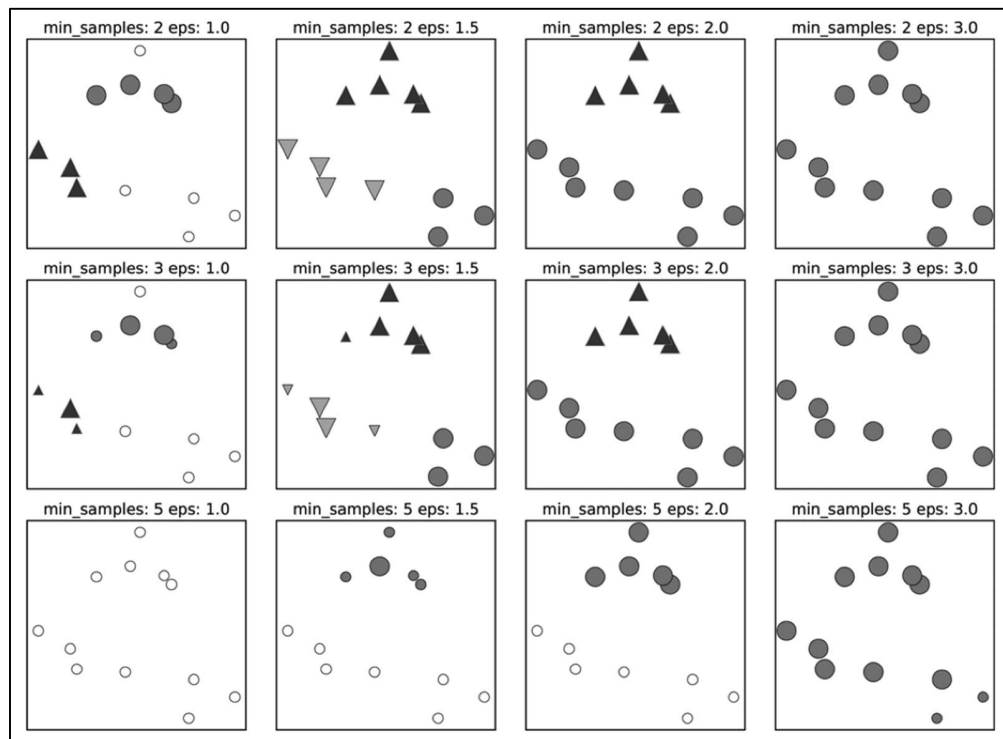 min_samples: 2 eps: 1.0
min_samples: 2 eps: 1.5
min_samples: 2 eps: 2.0
min_samples: 2 eps: 3.0
min_samples: 3 eps: 1.0
min_samples: 3 eps: 1.5
min_samples: 3 eps: 2.0
min_samples: 3 eps: 3.0
min_samples: 5 eps: 1.0
min_samples: 5 eps: 1.5
min_samples: 5 eps: 2.0
min_samples: 5 eps: 3.0